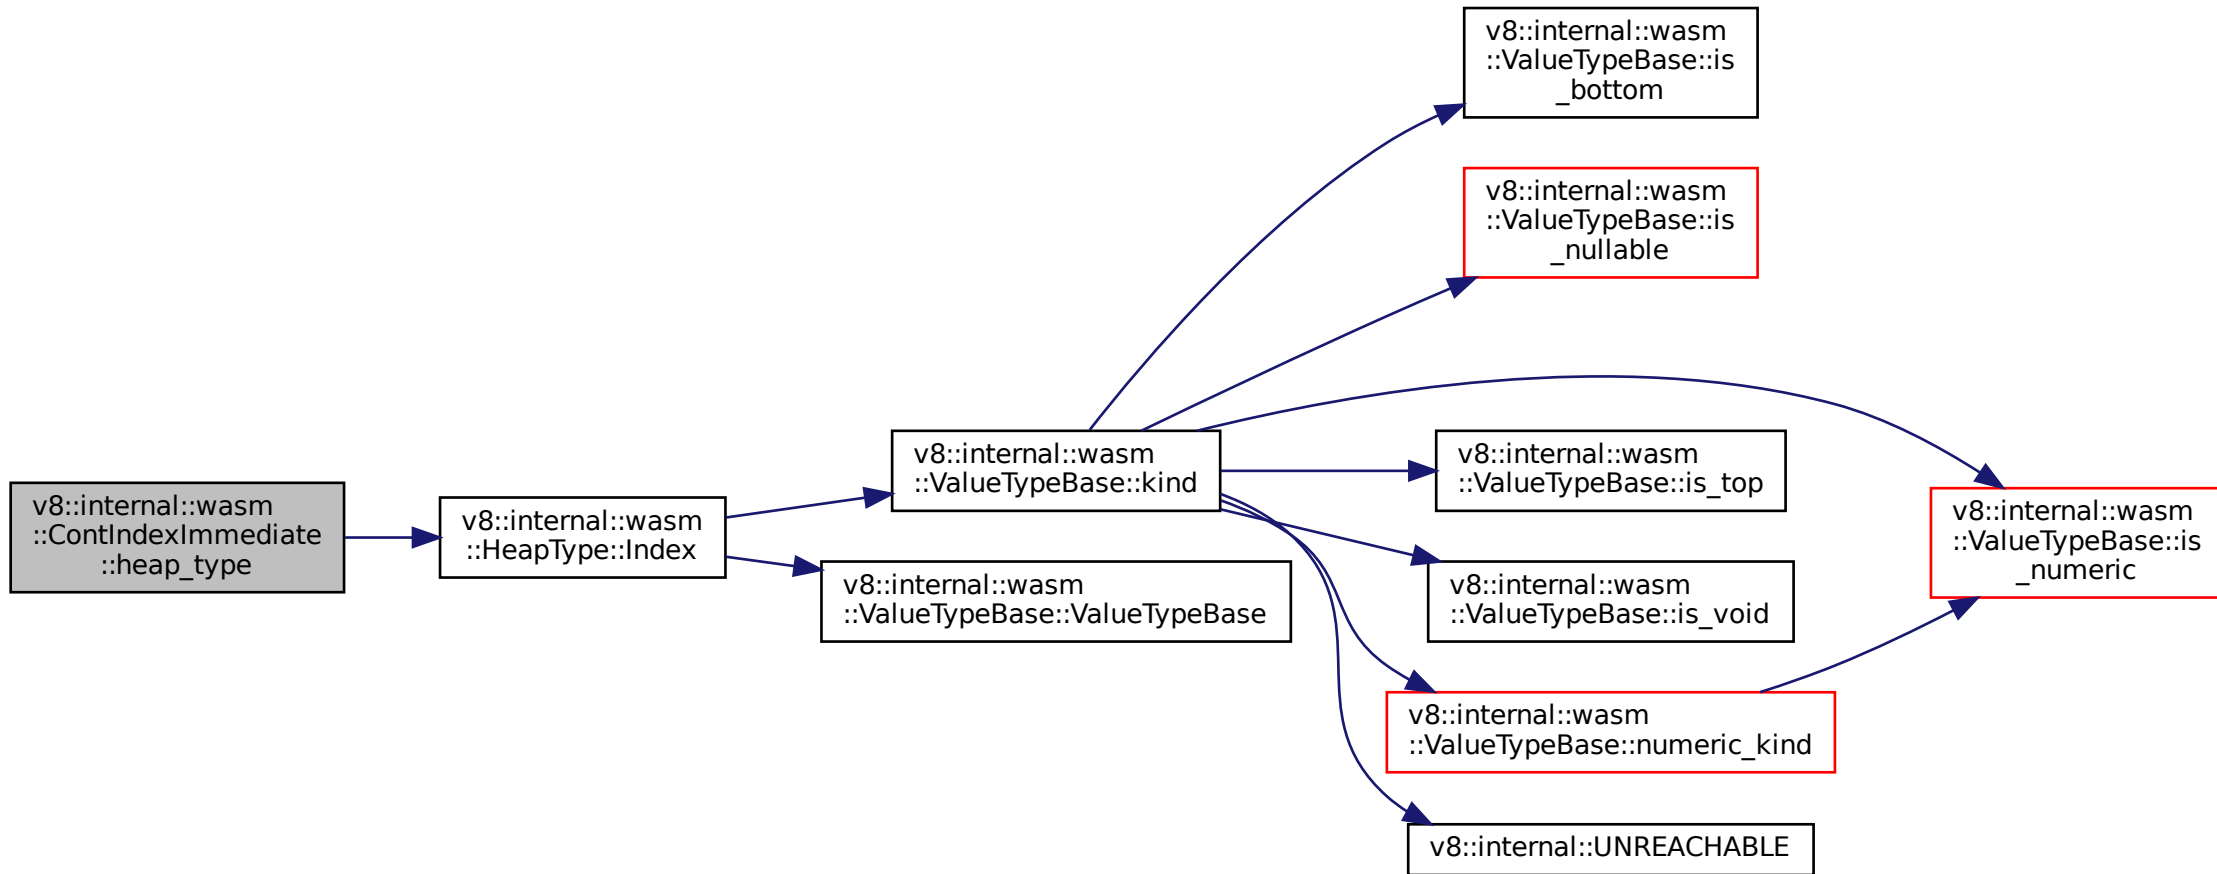 v8::internal::wasm
::ContIndexImmediate
::heap_type
v8::internal::wasm
::HeapType::Index
v8::internal::wasm
::ValueTypeBase::kind
v8::internal::wasm
::ValueTypeBase::ValueTypeBase
v8::internal::wasm
::ValueTypeBase::is
_bottom
v8::internal::wasm
::ValueTypeBase::is
_nullable
v8::internal::wasm
::ValueTypeBase::is_top
v8::internal::wasm
::ValueTypeBase::is_void
v8::internal::wasm
::ValueTypeBase::numeric_kind
v8::internal::UNREACHABLE
v8::internal::wasm
::ValueTypeBase::is
_numeric